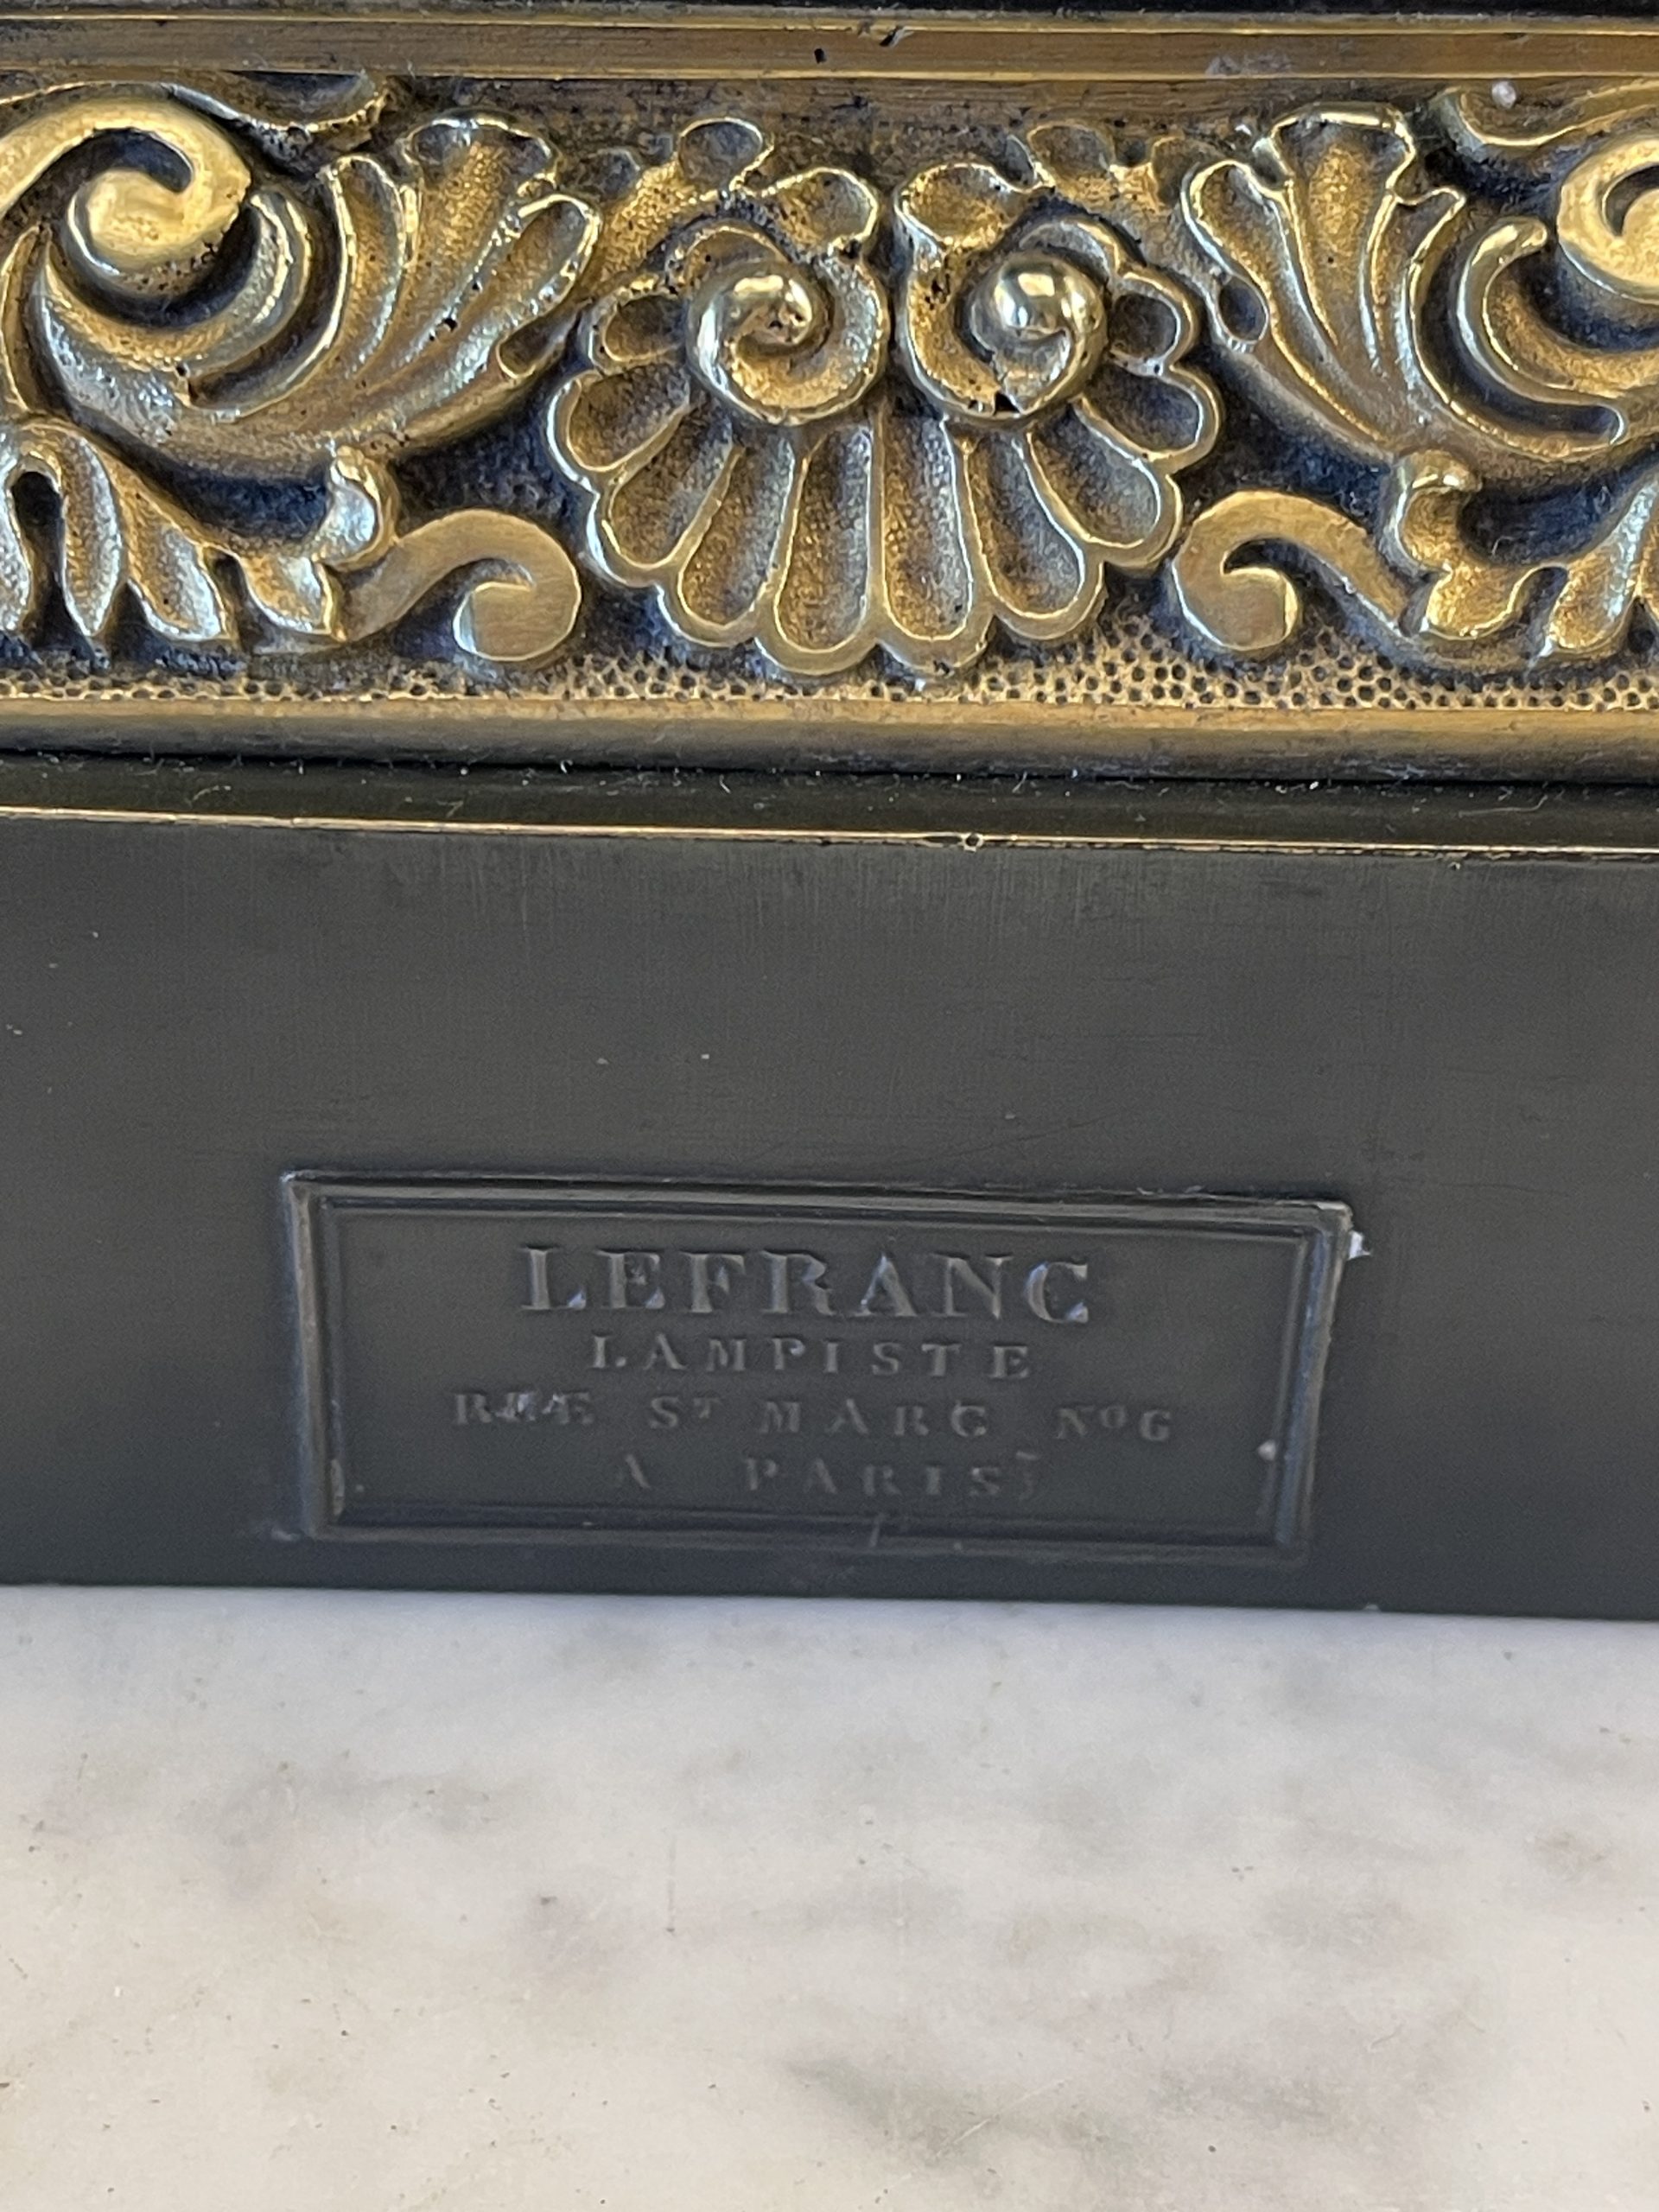 LEFRANC
LAMPISTE
RUE ST MARC NO 6
A PARIS